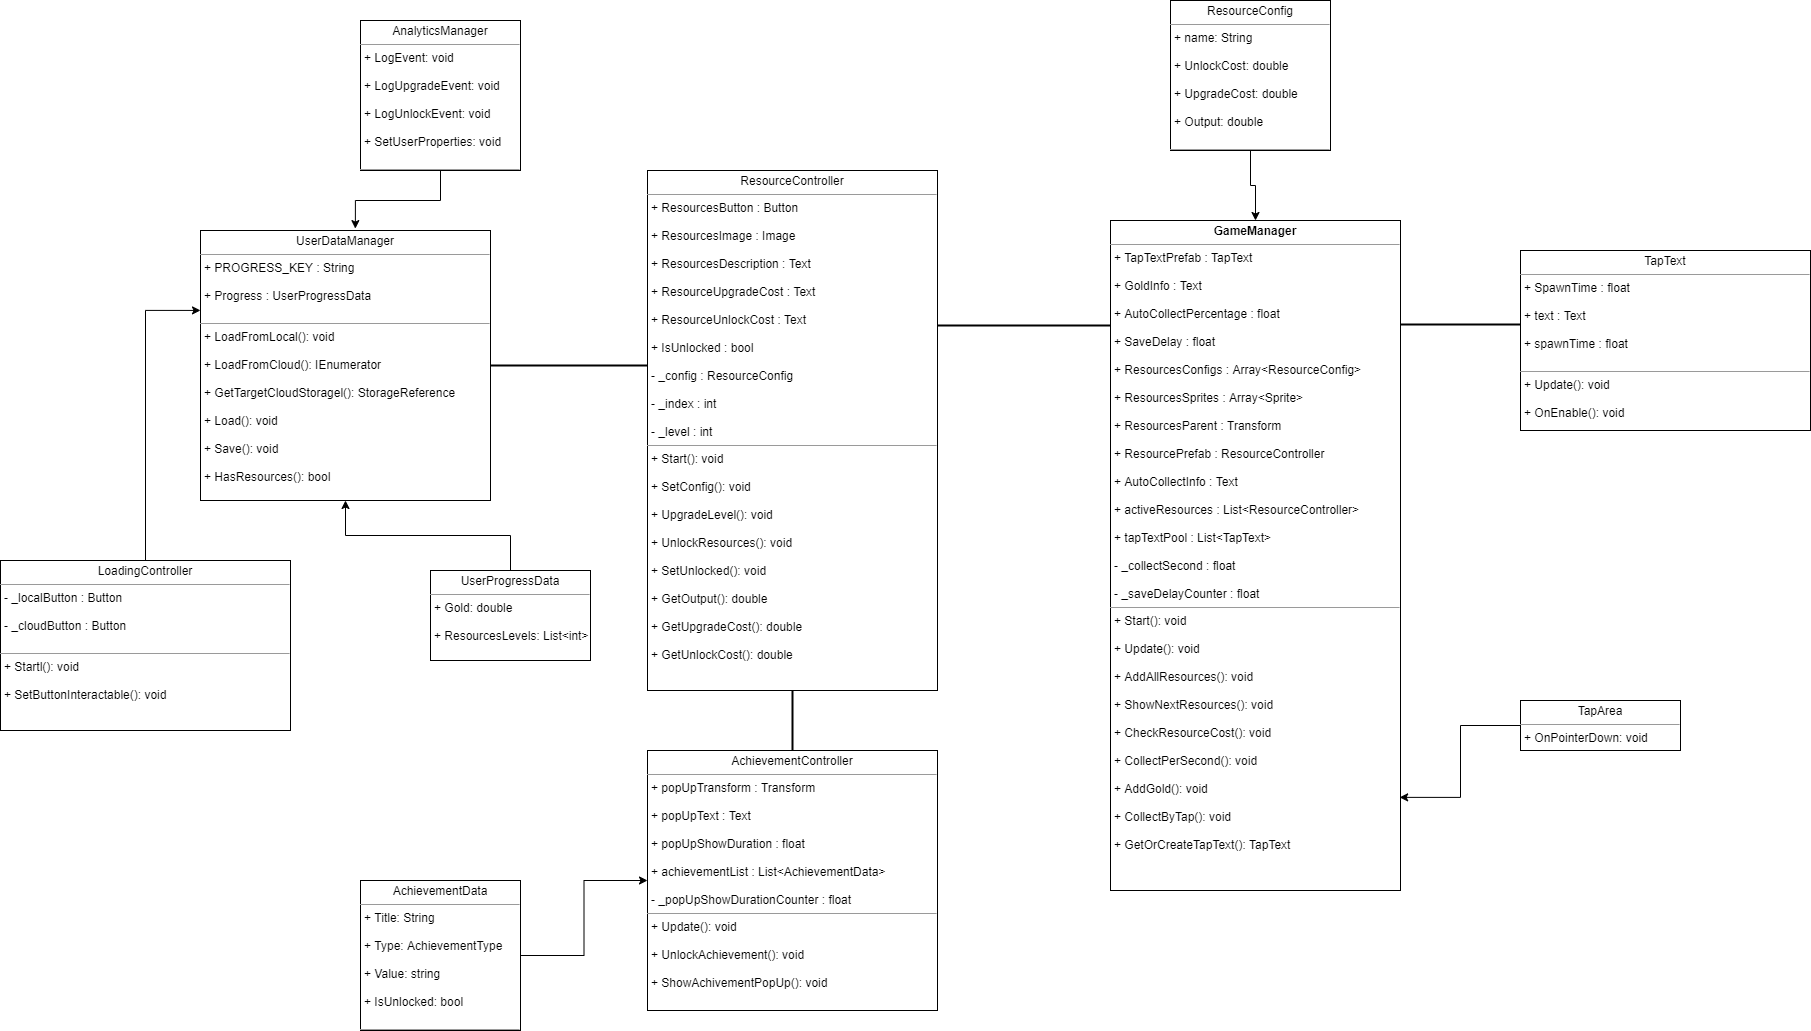 AnalyticsManager
+ LogEvent: void
+ LogUpgradeEvent: void
+ LogUnlockEvent: void
+ SetUserProperties: void
ResourceConfig
+ name: String
+ UnlockCost: double
+ UpgradeCost: double
+ Output: double
UserDataManager
+ PROGRESS_KEY : String
+ Progress : UserProgressData
+ LoadFromLocal(): void
+ LoadFromCloud(): IEnumerator
+ GetTargetCloudStoragel(): StorageReference
+ Load(): void
+ Save(): void
+ HasResources(): bool
ResourceController
+ ResourcesButton : Button
+ ResourcesImage : Image
+ ResourcesDescription : Text
+ ResourceUpgradeCost : Text
+ ResourceUnlockCost : Text
+ IsUnlocked : bool
- _config : ResourceConfig
- _index : int
- _level : int
+ Start(): void
+ SetConfig(): void
+ UpgradeLevel(): void
+ UnlockResources(): void
+ SetUnlocked(): void
+ GetOutput(): double
+ GetUpgradeCost(): double
+ GetUnlockCost(): double
GameManager
+ TapTextPrefab : TapText
+ GoldInfo : Text
+ AutoCollectPercentage : float
+ SaveDelay : float
+ ResourcesConfigs : Array<ResourceConfig>
+ ResourcesSprites : Array<Sprite>
+ ResourcesParent : Transform
+ ResourcePrefab : ResourceController
+ AutoCollectInfo : Text
+ activeResources : List<ResourceController>
+ tapTextPool : List<TapText>
- _collectSecond : float
- _saveDelayCounter : float
+ Start(): void
+ Update(): void
+ AddAllResources(): void
+ ShowNextResources(): void
+ CheckResourceCost(): void
+ CollectPerSecond(): void
+ AddGold(): void
+ CollectByTap(): void
+ GetOrCreateTapText(): TapText
TapText
+ SpawnTime : float
+ text : Text
+ spawnTime : float
+ Update(): void
+ OnEnable(): void
LoadingController
- _localButton : Button
- _cloudButton : Button
+ Startl(): void
+ SetButtonInteractable(): void
UserProgressData
+ Gold: double
+ ResourcesLevels: List<int>
TapArea
+ OnPointerDown: void
AchievementController
+ popUpTransform : Transform
+ popUpText : Text
+ popUpShowDuration : float
+ achievementList : List<AchievementData>
- _popUpShowDurationCounter : float
+ Update(): void
+ UnlockAchievement(): void
+ ShowAchivementPopUp(): void
AchievementData
+ Title: String
+ Type: AchievementType
+ Value: string
+ IsUnlocked: bool